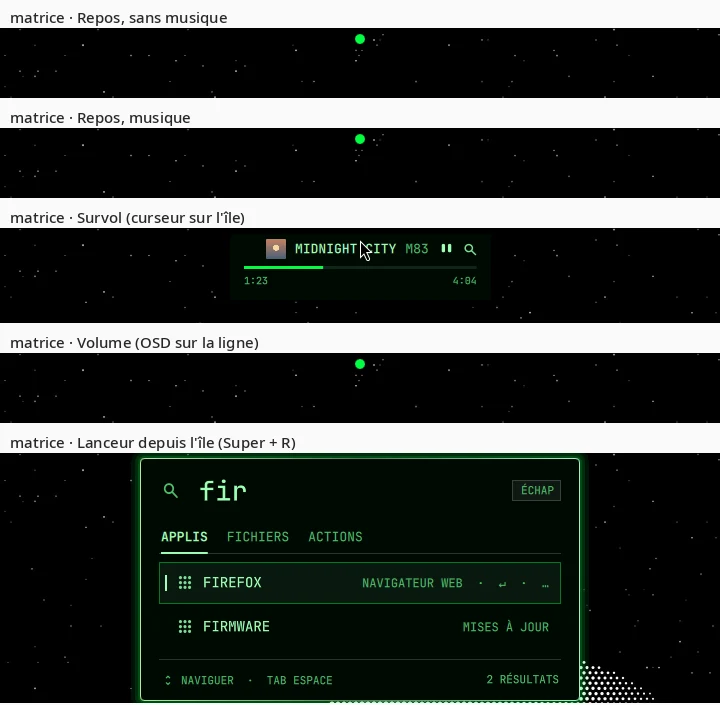 matrice · Repos, sans musique
matrice · Repos, musique
matrice · Survol (curseur sur l'île)
MIDNIGHT CITY M83
1:23 4:04
matrice · Volume (OSD sur la ligne)
matrice · Lanceur depuis l'île (Super + R)
fir ÉCHAP
APPLIS FICHIERS ACTIONS
FIREFOX NAVIGATEUR WEB · ↵ · …
FIRMWARE MISES À JOUR
NAVIGUER · TAB ESPACE 2 RÉSULTATS